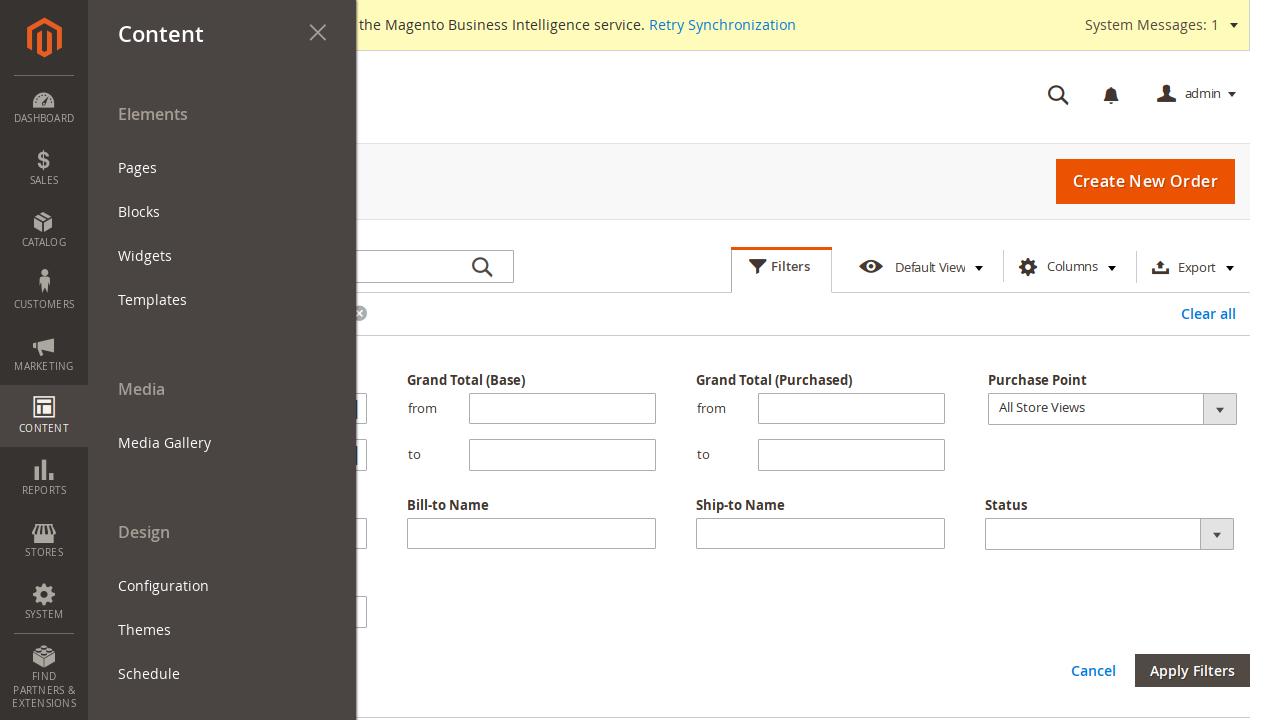 Content
the Magento Business Intelligence service. Retry Synchronization
System Messages: 1
admin
DASHBOARD
SALES
CATALOG
CUSTOMERS
MARKETING
CONTENT
REPORTS
STORES
SYSTEM
FIND
PARTNERS &
EXTENSIONS
Elements
Pages
Blocks
Widgets
Templates
Media
Media Gallery
Design
Configuration
Themes
Schedule
Create New Order
Filters
Default View
Columns
Export
Clear all
Grand Total (Base)
from
to
Grand Total (Purchased)
from
to
Purchase Point
All Store Views
Bill-to Name
Ship-to Name
Status
Cancel
Apply Filters